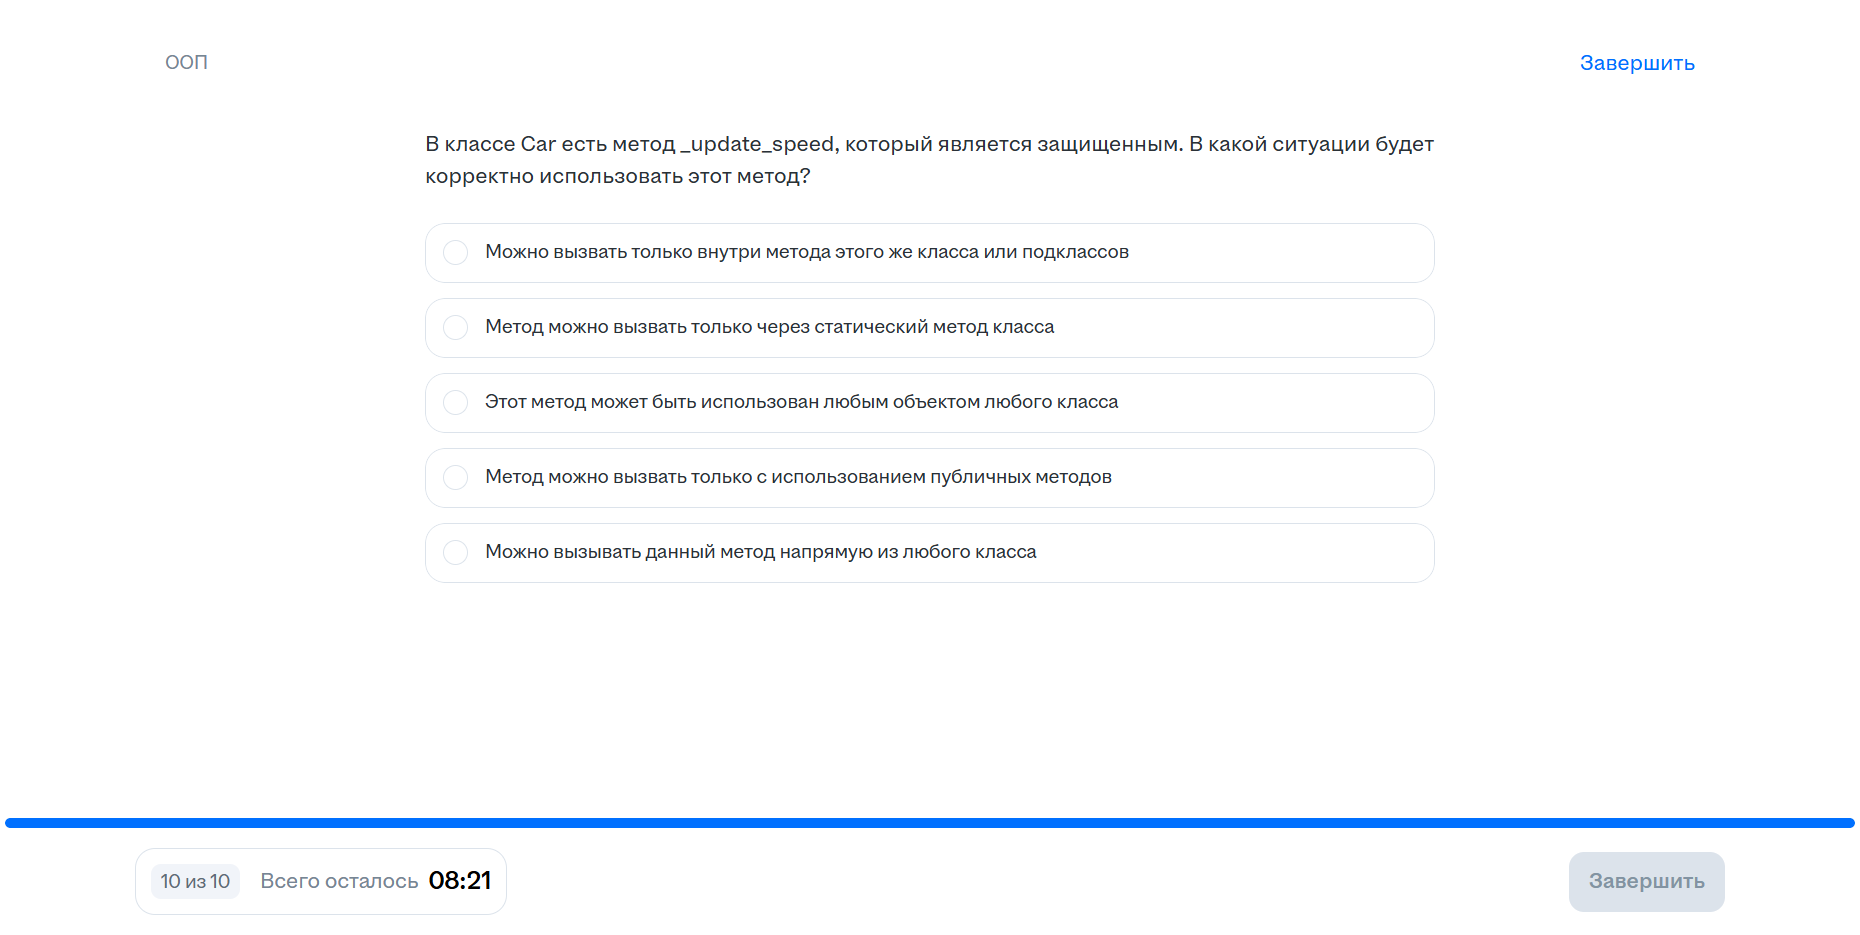 ООП
Завершить
В классе Car есть метод _update_speed, который является защищенным. В какой ситуации будет
корректно использовать этот метод?
Можно вызвать только внутри метода этого же класса или подклассов
Метод можно вызвать только через статический метод класса
Этот метод может быть использован любым объектом любого класса
Метод можно вызвать только с использованием публичных методов
Можно вызывать данный метод напрямую из любого класса
10 из 10 Всего осталось 08:21
Завершить